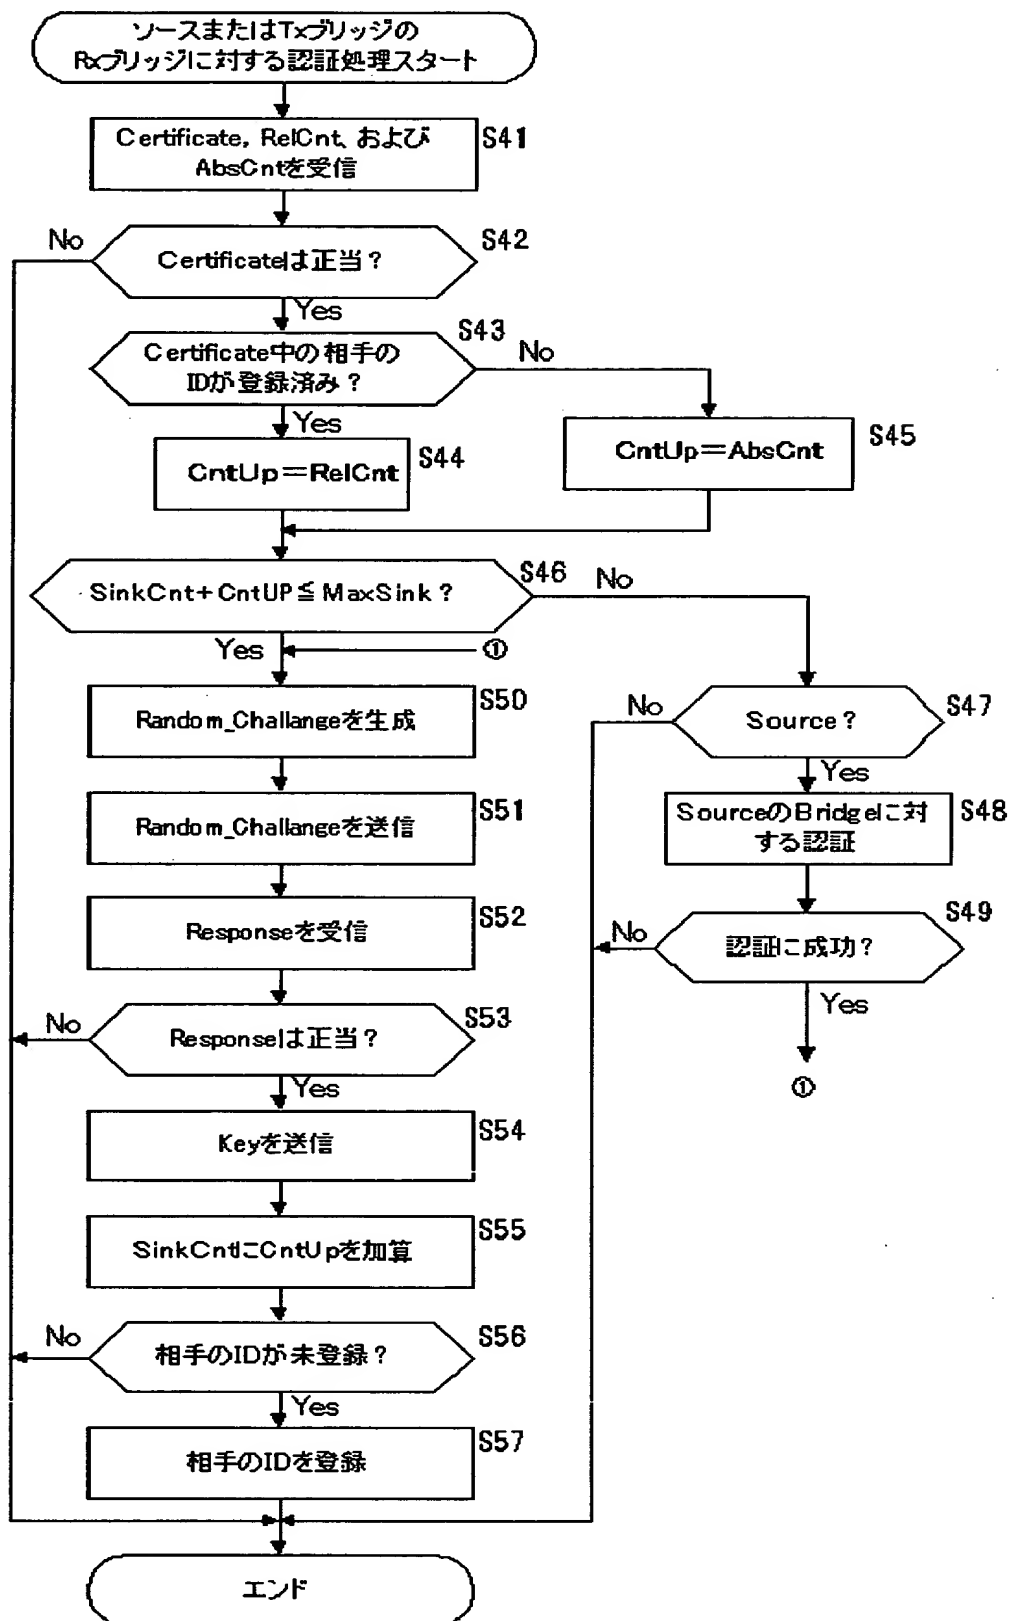 ソースまたはTxブリッジの
Rxブリッジに対する認証処理スタート
Certificate, RelCnt、および
AbsCntを受信
S41
No
Certificateは正当？
S42
Yes
Certificate中の相手の
IDが登録済み？
S43
No
Yes
CntUp＝RelCnt
S44
CntUp＝AbsCnt
S45
SinkCnt+CntUP≦MaxSink？
S46
No
Yes
①
Random_Challangeを生成
S50
No
Source？
S47
Yes
Random_Challangeを送信
S51
SourceのBridgeに対
する認証
S48
Responseを受信
S52
No
認証に成功？
S49
Yes
①
No
Responseは正当？
S53
Yes
Keyを送信
S54
SinkCntにCntUpを加算
S55
No
相手のIDが未登録？
S56
Yes
相手のIDを登録
S57
エンド